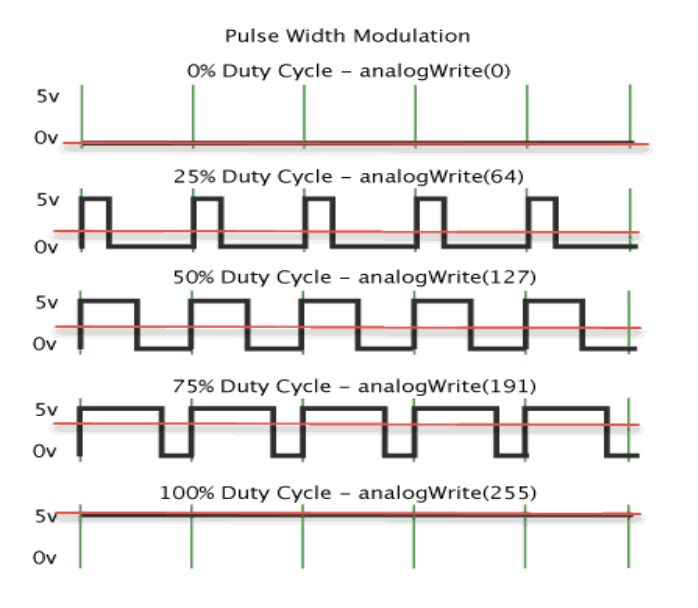 Pulse Width Modulation
0% Duty Cycle – analogWrite(0)
5v
0v
25% Duty Cycle – analogWrite(64)
5v
0v
50% Duty Cycle – analogWrite(127)
5v
0v
75% Duty Cycle – analogWrite(191)
5v
0v
100% Duty Cycle – analogWrite(255)
5v
0v